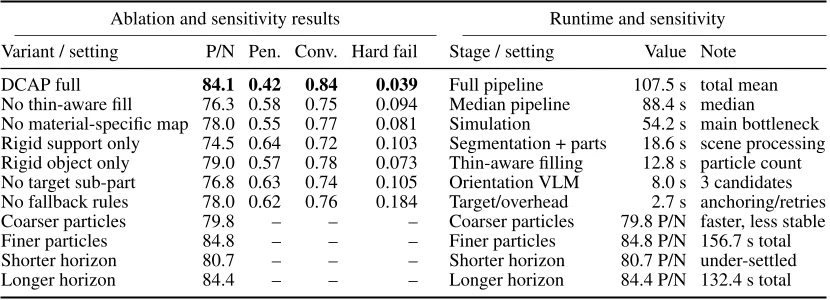 Ablation and sensitivity results Runtime and sensitivity
Variant / setting P/N Pen. Conv. Hard fail Stage / setting Value Note
DCAP full 84.1 0.42 0.84 0.039 Full pipeline 107.5 s total mean
No thin-aware fill 76.3 0.58 0.75 0.094 Median pipeline 88.4 s median
No material-specific map 78.0 0.55 0.77 0.081 Simulation 54.2 s main bottleneck
Rigid support only 74.5 0.64 0.72 0.103 Segmentation + parts 18.6 s scene processing
Rigid object only 79.0 0.57 0.78 0.073 Thin-aware filling 12.8 s particle count
No target sub-part 76.8 0.63 0.74 0.105 Orientation VLM 8.0 s 3 candidates
No fallback rules 78.0 0.62 0.76 0.184 Target/overhead 2.7 s anchoring/retries
Coarser particles 79.8 – – – Coarser particles 79.8 P/N faster, less stable
Finer particles 84.8 – – – Finer particles 84.8 P/N 156.7 s total
Shorter horizon 80.7 – – – Shorter horizon 80.7 P/N under-settled
Longer horizon 84.4 – – – Longer horizon 84.4 P/N 132.4 s total